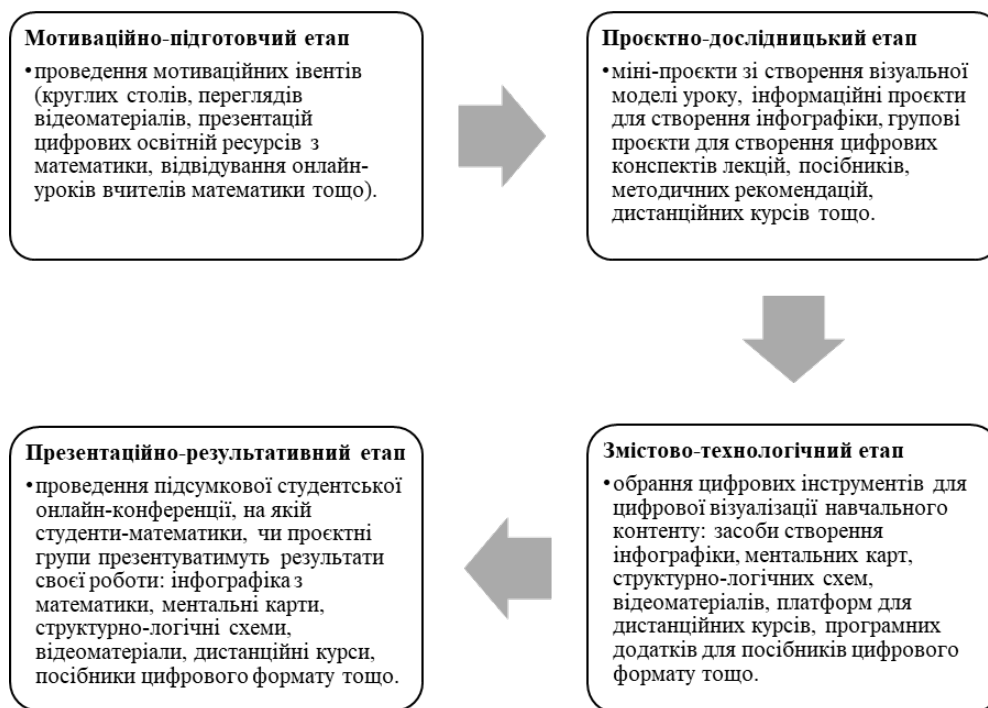 Мотиваційно-підготовчий етап
•проведення мотиваційних івентів
(круглих столів, переглядів
відеоматеріалів, презентацій
цифрових освітній ресурсів з
математики, відвідування онлайн-
уроків вчителів математики тощо).
Проєктно-дослідницький етап
•міні-проєкти зі створення візуальної
моделі уроку, інформаційні проєкти
для створення інфографіки, групові
проєкти для створення цифрових
конспектів лекцій, посібників,
методичних рекомендацій,
дистанційних курсів тощо.
Змістово-технологічний етап
•обрання цифрових інструментів для
цифрової візуалізації навчального
контенту: засоби створення
інфографіки, ментальних карт,
структурно-логічних схем,
відеоматеріалів, платформ для
дистанційних курсів, програмних
додатків для посібників цифрового
формату тощо.
Презентаційно-результативний етап
•проведення підсумкової студентської
онлайн-конференції, на якій
студенти-математики, чи проєктні
групи презентуватимуть результати
своєї роботи: інфографіка з
математики, ментальні карти,
структурно-логічні схеми,
відеоматеріали, дистанційні курси,
посібники цифрового формату тощо.